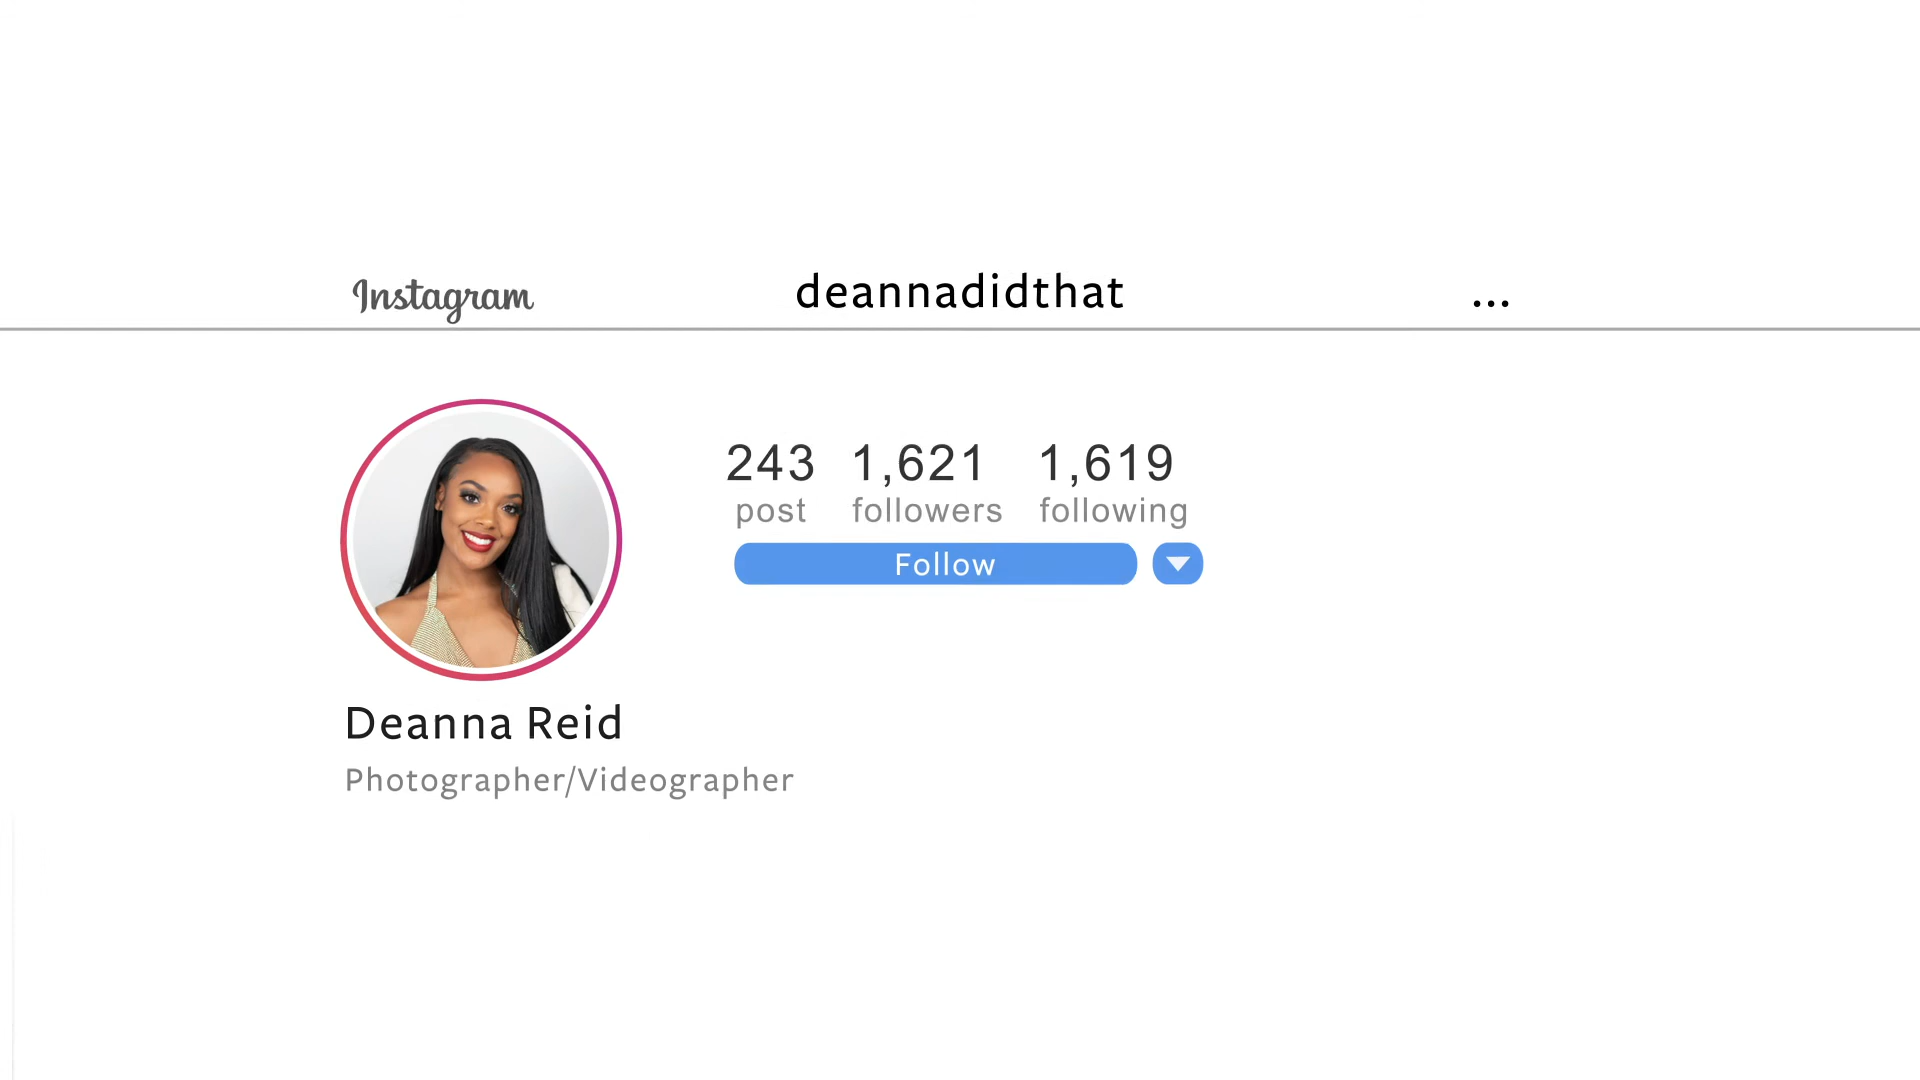 Instagram deannadidthat ...
243 1,621 1,619
post followers following
Follow
Deanna Reid
Photographer/Videographer